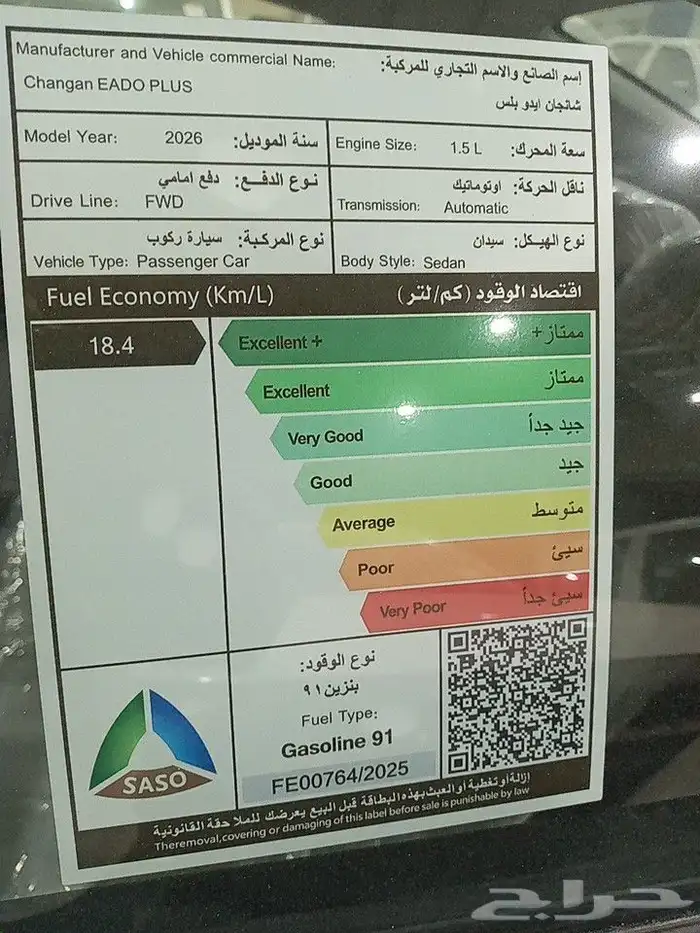 Manufacturer and Vehicle commercial Name:
إسم الصانع والاسم التجاري للمركبة:
Changan EADO PLUS
شانجان ايدو بلس
Model Year: 2026 سنة الموديل:
Engine Size: 1.5 L سعة المحرك:
نوع الدفع: دفع امامي
Drive Line: FWD
ناقل الحركة: اوتوماتيك
Transmission: Automatic
نوع المركبة: سيارة ركوب
Vehicle Type: Passenger Car
نوع الهيكل: سيدان
Body Style: Sedan
Fuel Economy (Km/L) اقتصاد الوقود (كم/لتر)
18.4
Excellent + ممتاز +
Excellent ممتاز
Very Good جيد جداً
Good جيد
Average متوسط
Poor سيئ
Very Poor سيئ جداً
نوع الوقود:
بنزين ٩١
Fuel Type:
Gasoline 91
FE00764/2025
SASO
إزالة أو تغطية أو العبث بهذه البطاقة قبل البيع يعرضك للملاحقة القانونية
Theremoval,covering or damaging of this label before sale is punishable by law
حراج